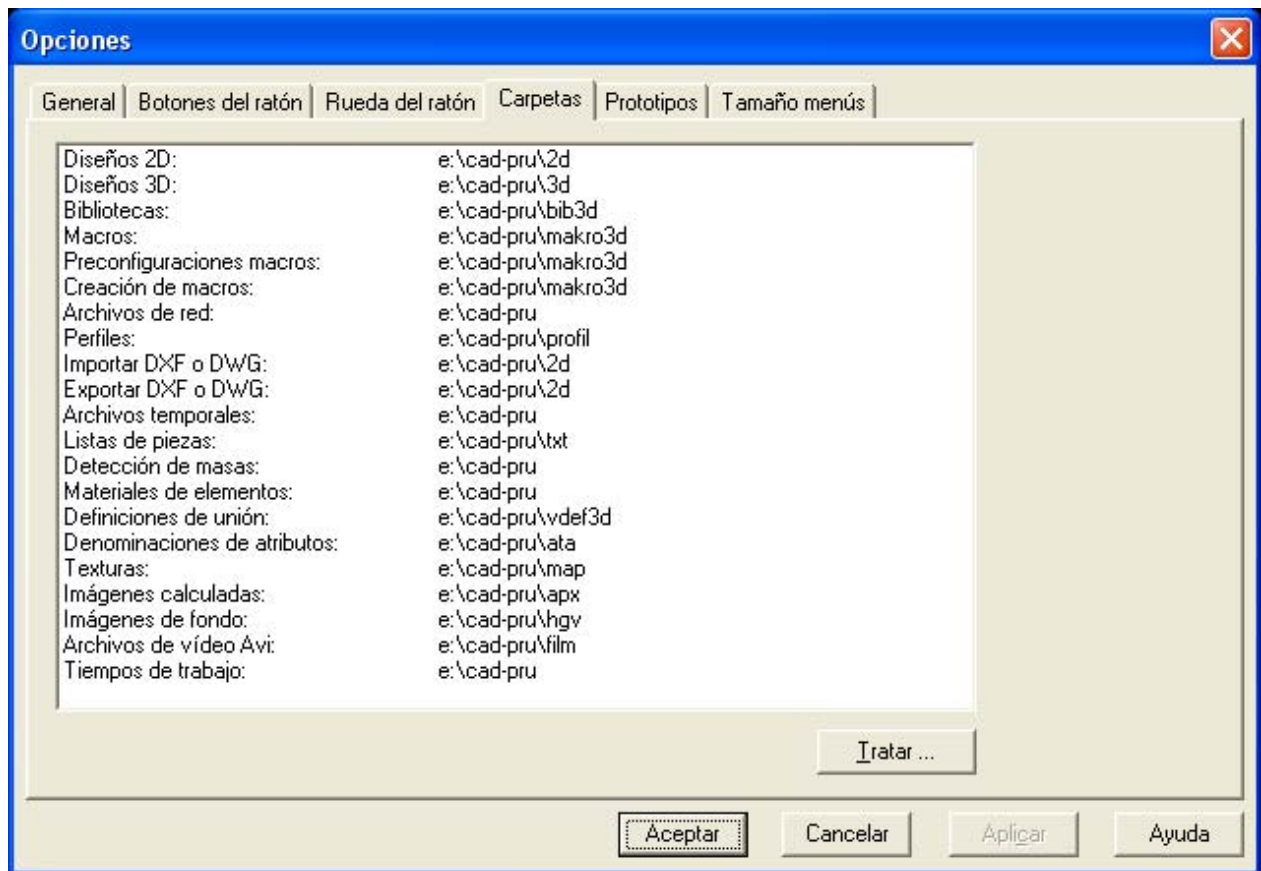 Opciones
General Botones del ratón Rueda del ratón Carpetas Prototipos Tamaño menús
Diseños 2D: e:\cad-pru\2d
Diseños 3D: e:\cad-pru\3d
Bibliotecas: e:\cad-pru\bib3d
Macros: e:\cad-pru\makro3d
Preconfiguraciones macros: e:\cad-pru\makro3d
Creación de macros: e:\cad-pru\makro3d
Archivos de red: e:\cad-pru
Perfiles: e:\cad-pru\profil
Importar DXF o DWG: e:\cad-pru\2d
Exportar DXF o DWG: e:\cad-pru\2d
Archivos temporales: e:\cad-pru
Listas de piezas: e:\cad-pru\txt
Detección de masas: e:\cad-pru
Materiales de elementos: e:\cad-pru
Definiciones de unión: e:\cad-pru\vdef3d
Denominaciones de atributos: e:\cad-pru\ata
Texturas: e:\cad-pru\map
Imágenes calculadas: e:\cad-pru\apx
Imágenes de fondo: e:\cad-pru\hgv
Archivos de vídeo Avi: e:\cad-pru\film
Tiempos de trabajo: e:\cad-pru
Tratar ...
Aceptar Cancelar Aplicar Ayuda